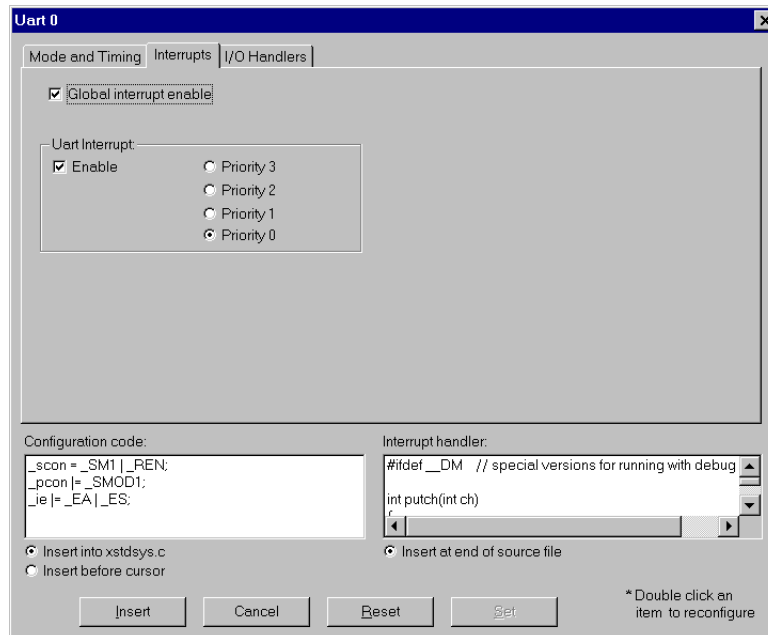 Uart 0
Mode and Timing Interrupts I/O Handlers
Global interrupt enable
Uart Interrupt:
Enable Priority 3
Priority 2
Priority 1
Priority 0
Configuration code:
_scon = _SM1 | _REN;
_pcon |= _SMOD1;
_ie |= _EA | _ES;
Interrupt handler:
#ifdef __DM // special versions for running with debug
int putch(int ch)
Insert into xstdsys.c
Insert before cursor
Insert at end of source file
Insert Cancel Reset Set
* Double click an
item to reconfigure